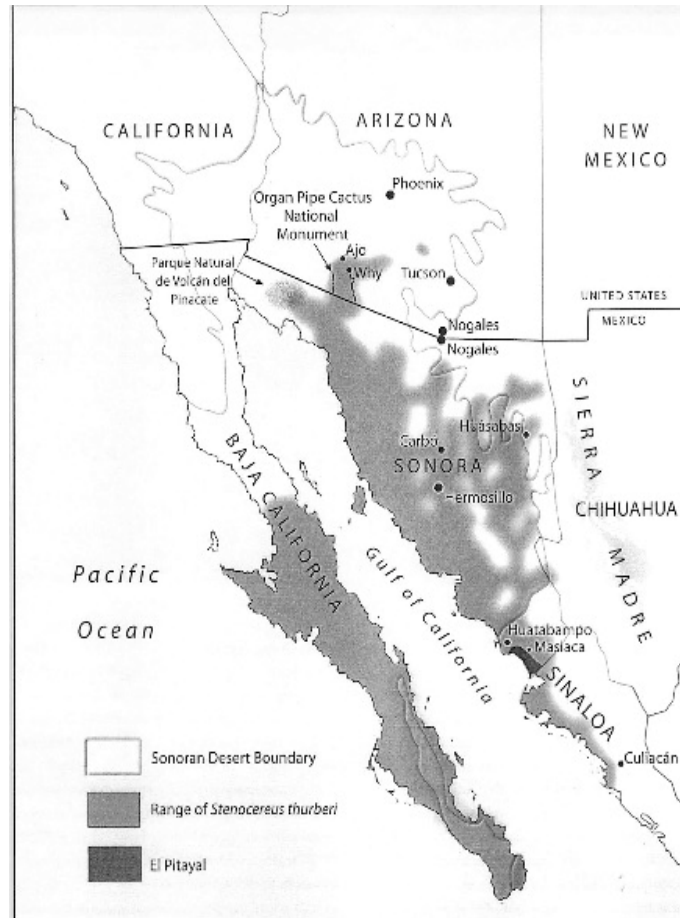 CALIFORNIA
ARIZONA
NEW
MEXICO
Phoenix
Organ Pipe Cactus
National
Monument
Ajo
Why
Parque Natural
de Volcán del
Pinacate
Tucson
UNITED STATES
MEXICO
Nogales
Nogales
SIERRA
MADRE
Huásabas
Carbó
SONORA
Hermosillo
CHIHUAHUA
BAJA CALIFORNIA
Gulf of California
Pacific
Ocean
Huatabampo
Masiaca
SINALOA
Culiacán
Sonoran Desert Boundary
Range of Stenocereus thurberi
El Pitayal